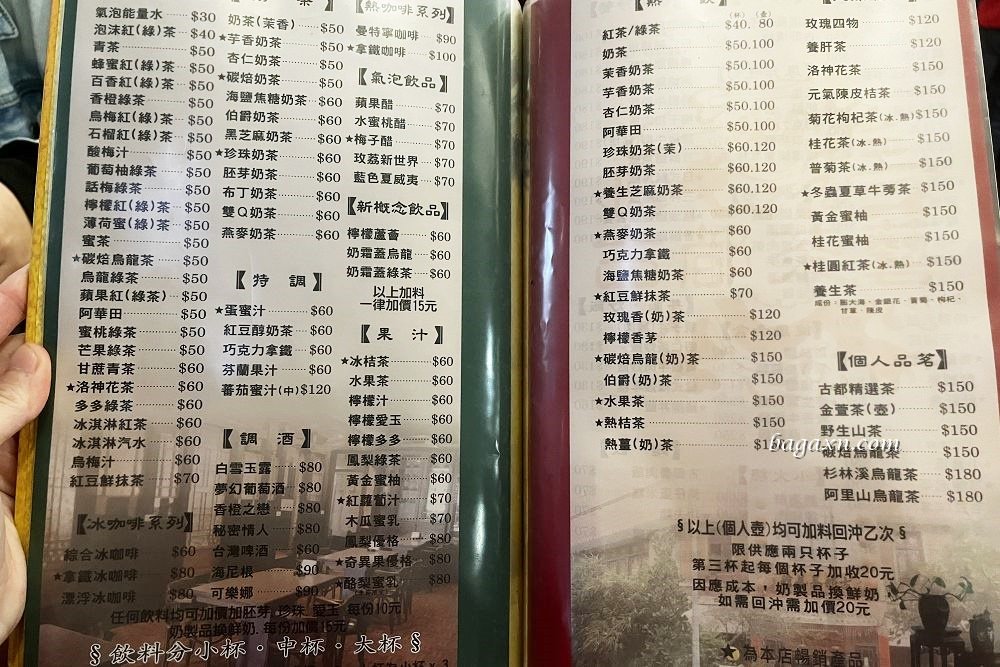 氣泡能量水 $30
泡沫紅(綠)茶 $40
青茶 $50
蜂蜜紅(綠)茶 $50
百香紅(綠)茶 $50
香橙綠茶 $50
烏梅紅(綠)茶 $50
石榴紅(綠)茶 $50
酸梅汁 $50
葡萄柚綠茶 $50
話梅綠茶 $50
檸檬紅(綠)茶 $50
薄荷蜜(綠)茶 $50
蜜茶 $50
★碳焙烏龍茶 $50
烏龍綠茶 $50
蘋果紅(綠茶) $50
阿華田 $50
蜜桃綠茶 $50
芒果綠茶 $50
甘蔗青茶 $60
★洛神花茶 $60
多多綠茶 $60
冰淇淋紅茶 $60
冰淇淋汽水 $60
烏梅汁 $60
紅豆鮮抹茶 $70
【冰咖啡系列】
綜合冰咖啡 $60
★拿鐵冰咖啡 $80
漂浮冰咖啡 $80
奶茶(茉香) $50
★芋香奶茶 $50
杏仁奶茶 $50
★碳焙奶茶 $50
海鹽焦糖奶茶 $60
伯爵奶茶 $60
黑芝麻奶茶 $60
★珍珠奶茶 $60
胚芽奶茶 $60
布丁奶茶 $60
雙Q奶茶 $60
燕麥奶茶 $60
【特 調】
★蛋蜜汁 $60
紅豆醇奶茶 $60
巧克力拿鐵 $60
芬蘭果汁 $60
蕃茄蜜汁(中) $120
【調 酒】
白雪玉露 $80
夢幻葡萄酒 $80
香橙之戀 $80
秘密情人 $80
台灣啤酒 $60
海尼根 $90
可樂娜 $90
【熱咖啡系列】
曼特寧咖啡 $90
★拿鐵咖啡 $100
【氣泡飲品】
蘋果醋 $70
水蜜桃醋 $70
★梅子醋 $70
玫荔新世界 $70
藍色夏威夷 $70
【新概念飲品】
檸檬蘆薈 $60
奶霜蓋烏龍 $60
奶霜蓋綠茶 $60
以上加料
一律加價15元
【果 汁】
★冰桔茶 $60
水果茶 $60
檸檬汁 $60
檸檬愛玉 $60
檸檬多多 $60
鳳梨綠茶 $60
黃金蜜柚 $60
★紅蘿蔔汁 $70
木瓜蜜乳 $70
鳳梨優格 $80
★奇異果優格 $80
★酪梨蜜乳 $80
任何飲料均可加價加胚芽.珍珠.愛玉 每份10元
奶製品換鮮奶.每份加價15元
§飲料分小杯·中杯·大杯§
(杯) (壺)
紅茶/綠茶 $40. 80
奶茶 $50.100
茉香奶茶 $50.100
芋香奶茶 $50.100
杏仁奶茶 $50.100
阿華田 $50.100
珍珠奶茶(茉) $60.120
胚芽奶茶 $60.120
★養生芝麻奶茶 $60.120
雙Q奶茶 $60.120
★燕麥奶茶 $60
巧克力拿鐵 $60
海鹽焦糖奶茶 $60
★紅豆鮮抹茶 $70
玫瑰香(奶)茶 $120
檸檬香茅 $120
★碳焙烏龍(奶)茶 $150
伯爵(奶)茶 $150
★水果茶 $150
★熱桔茶 $150
熱薑(奶)茶
玫瑰四物 $120
養肝茶 $120
洛神花茶 $150
元氣陳皮桔茶 $150
菊花枸杞茶(冰.熱) $150
桂花茶(冰.熱) $150
普菊茶(冰.熱) $150
★冬蟲夏草牛蒡茶 $150
黃金蜜柚 $150
桂花蜜柚 $150
★桂圓紅茶(冰.熱) $150
養生茶 $150
成份:膨大海、金銀花、菖蒲、枸杞、
甘草、陳皮
【個人品茗】
古都精選茶 $150
金萱茶(壺) $150
野生山茶 $150
碳焙烏龍茶 $150
杉林溪烏龍茶 $180
阿里山烏龍茶 $180
§以上(個人壺)均可加料回沖乙次§
限供應兩只杯子
第三杯起每個杯子加收20元
因應成本,奶製品換鮮奶
如需回沖需加價20元
★為本店暢銷產品
bagaxn.com